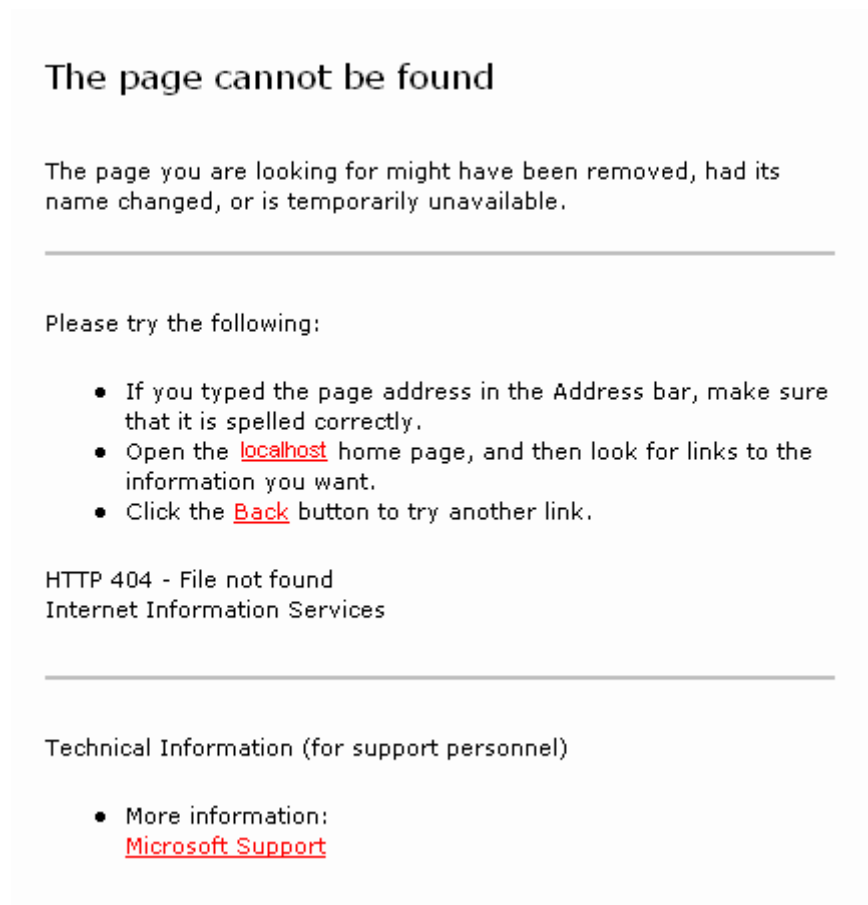 The page cannot be found
The page you are looking for might have been removed, had its
name changed, or is temporarily unavailable.
Please try the following:
● If you typed the page address in the Address bar, make sure
that it is spelled correctly.
● Open the localhost home page, and then look for links to the
information you want.
● Click the Back button to try another link.
HTTP 404 - File not found
Internet Information Services
Technical Information (for support personnel)
● More information:
Microsoft Support